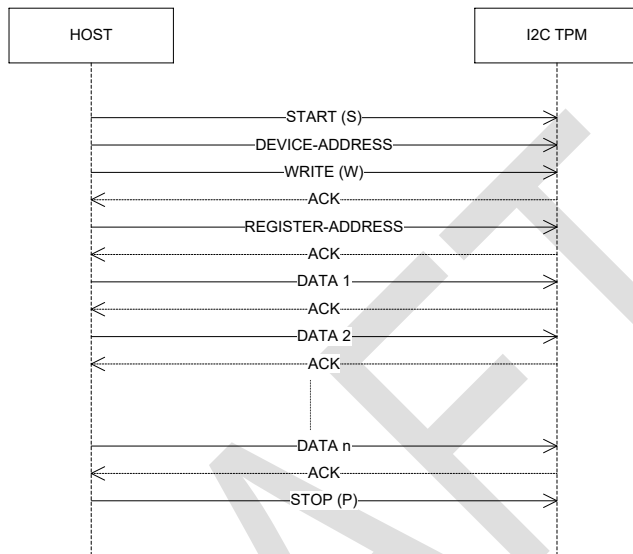 HOST
I2C TPM
START (S)
DEVICE-ADDRESS
WRITE (W)
ACK
REGISTER-ADDRESS
ACK
DATA 1
ACK
DATA 2
ACK
DATA n
ACK
STOP (P)